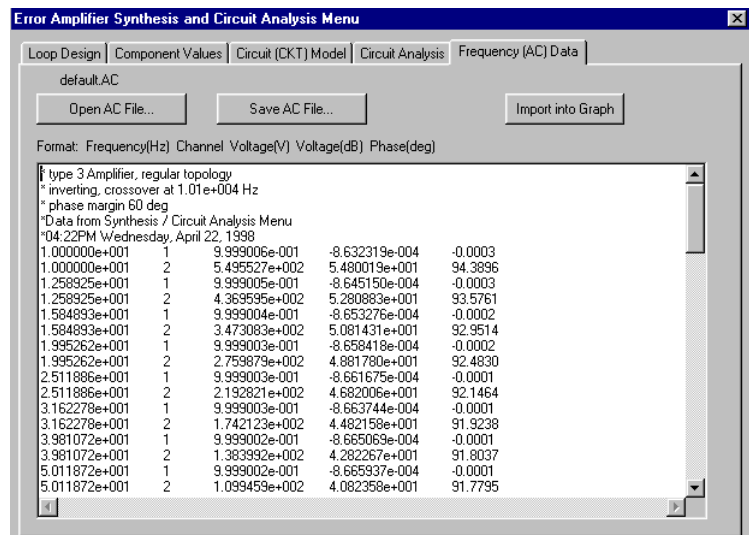 Error Amplifier Synthesis and Circuit Analysis Menu
Loop Design Component Values Circuit (CKT) Model Circuit Analysis Frequency (AC) Data
default.AC
Open AC File... Save AC File... Import into Graph
Format: Frequency(Hz) Channel Voltage(V) Voltage(dB) Phase(deg)
* type 3 Amplifier, regular topology
* inverting, crossover at 1.01e+004 Hz
* phase margin 60 deg
*Data from Synthesis / Circuit Analysis Menu
*04:22PM Wednesday, April 22, 1998
1.000000e+001 1 9.999006e-001 -8.632319e-004 -0.0003
1.000000e+001 2 5.495527e+002 5.480019e+001 94.3896
1.258925e+001 1 9.999005e-001 -8.645150e-004 -0.0003
1.258925e+001 2 4.369595e+002 5.280883e+001 93.5761
1.584893e+001 1 9.999004e-001 -8.653276e-004 -0.0002
1.584893e+001 2 3.473083e+002 5.081431e+001 92.9514
1.995262e+001 1 9.999003e-001 -8.658418e-004 -0.0002
1.995262e+001 2 2.759879e+002 4.881780e+001 92.4830
2.511886e+001 1 9.999003e-001 -8.661675e-004 -0.0001
2.511886e+001 2 2.192821e+002 4.682006e+001 92.1464
3.162278e+001 1 9.999003e-001 -8.663744e-004 -0.0001
3.162278e+001 2 1.742123e+002 4.482158e+001 91.9238
3.981072e+001 1 9.999002e-001 -8.665069e-004 -0.0001
3.981072e+001 2 1.383992e+002 4.282267e+001 91.8037
5.011872e+001 1 9.999002e-001 -8.665937e-004 -0.0001
5.011872e+001 2 1.099459e+002 4.082358e+001 91.7795